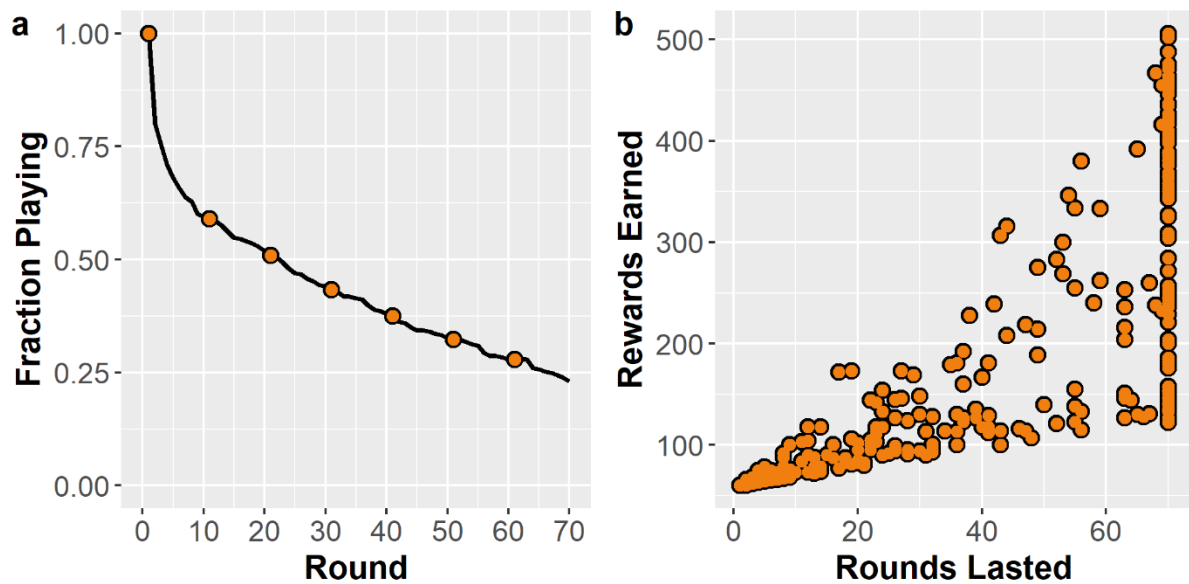 a
1.00
0.75
0.50
0.25
0.00
Fraction Playing
0 10 20 30 40 50 60 70
Round
b
500
400
300
200
100
Rewards Earned
0 20 40 60
Rounds Lasted